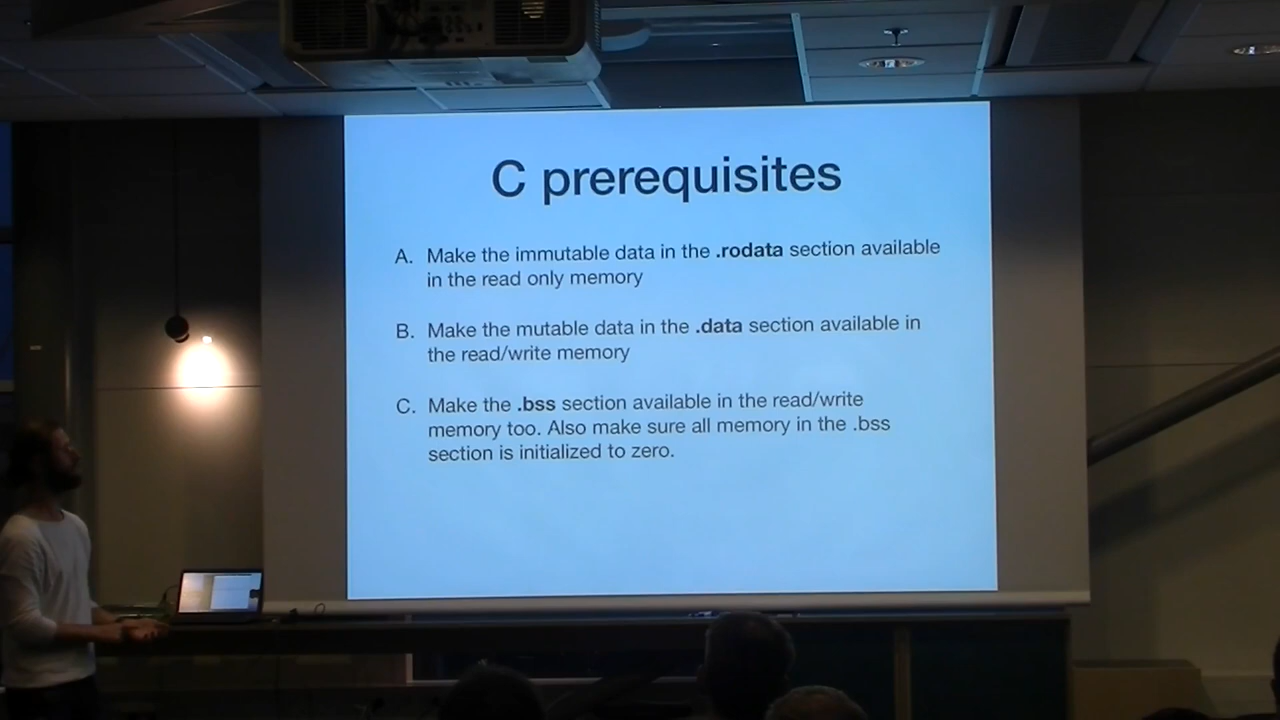 C prerequisites
A. Make the immutable data in the .rodata section available
in the read only memory
B. Make the mutable data in the .data section available in
the read/write memory
C. Make the .bss section available in the read/write
memory too. Also make sure all memory in the .bss
section is initialized to zero.